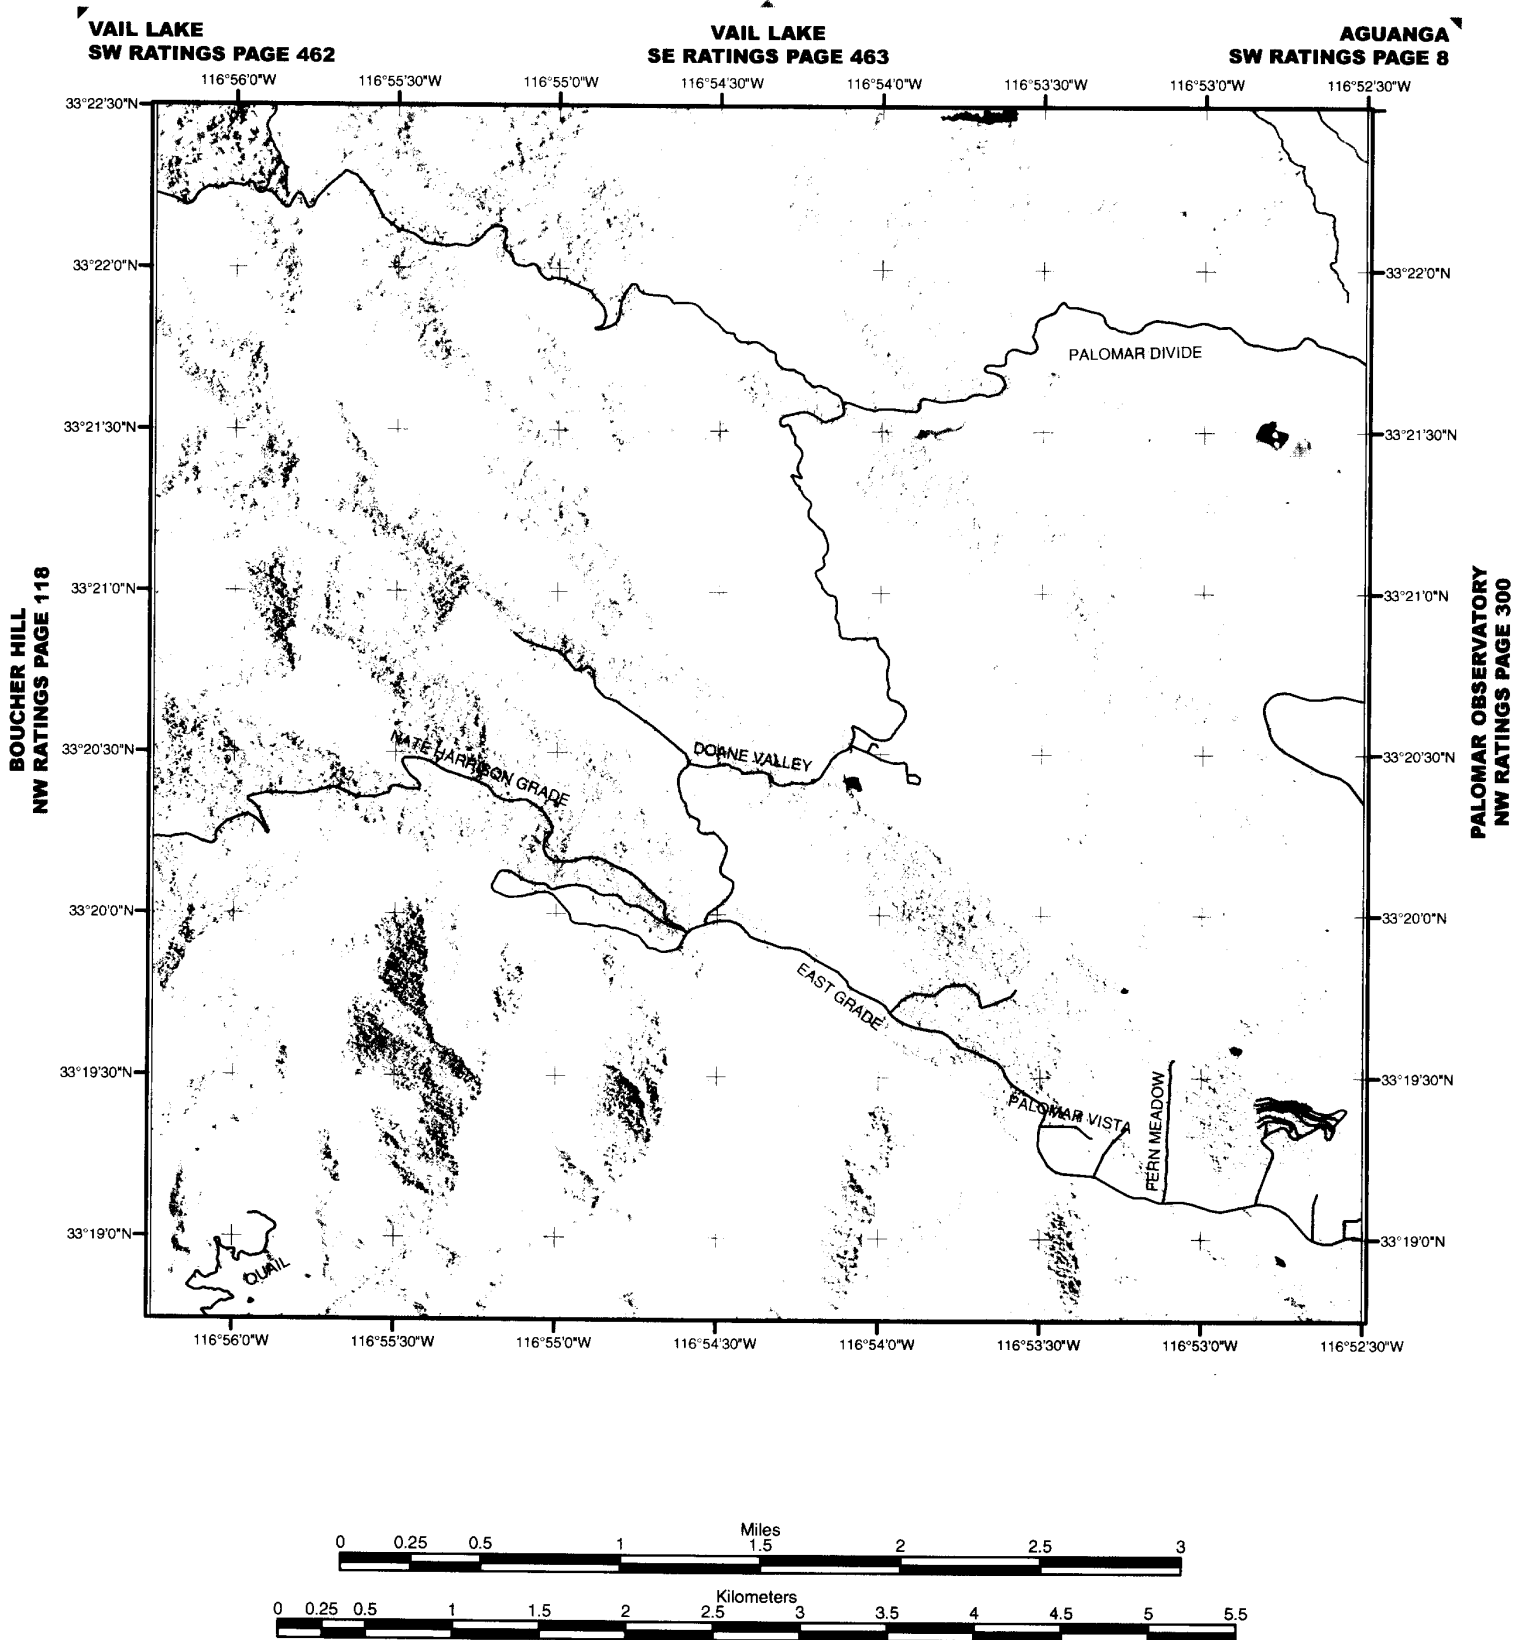 VAIL LAKE
SW RATINGS PAGE 462
VAIL LAKE
SE RATINGS PAGE 463
AGUANGA
SW RATINGS PAGE 8
116°56'0"W
116°55'30"W
116°55'0"W
116°54'30"W
116°54'0"W
116°53'30"W
116°53'0"W
116°52'30"W
33°22'30"N
33°22'0"N
33°22'0"N
PALOMAR DIVIDE
33°21'30"N
33°21'30"N
BOUCHER HILL
NW RATINGS PAGE 118
33°21'0"N
33°21'0"N
PALOMAR OBSERVATORY
NW RATINGS PAGE 300
33°20'30"N
NATE HARRISON GRADE
DOANE VALLEY
33°20'30"N
33°20'0"N
33°20'0"N
EAST GRADE
33°19'30"N
33°19'30"N
PALOMAR VISTA
FERN MEADOW
33°19'0"N
33°19'0"N
QUAIL
116°56'0"W
116°55'30"W
116°55'0"W
116°54'30"W
116°54'0"W
116°53'30"W
116°53'0"W
116°52'30"W
Miles
0 0.25 0.5 1 1.5 2 2.5 3
Kilometers
0 0.25 0.5 1 1.5 2 2.5 3 3.5 4 4.5 5 5.5